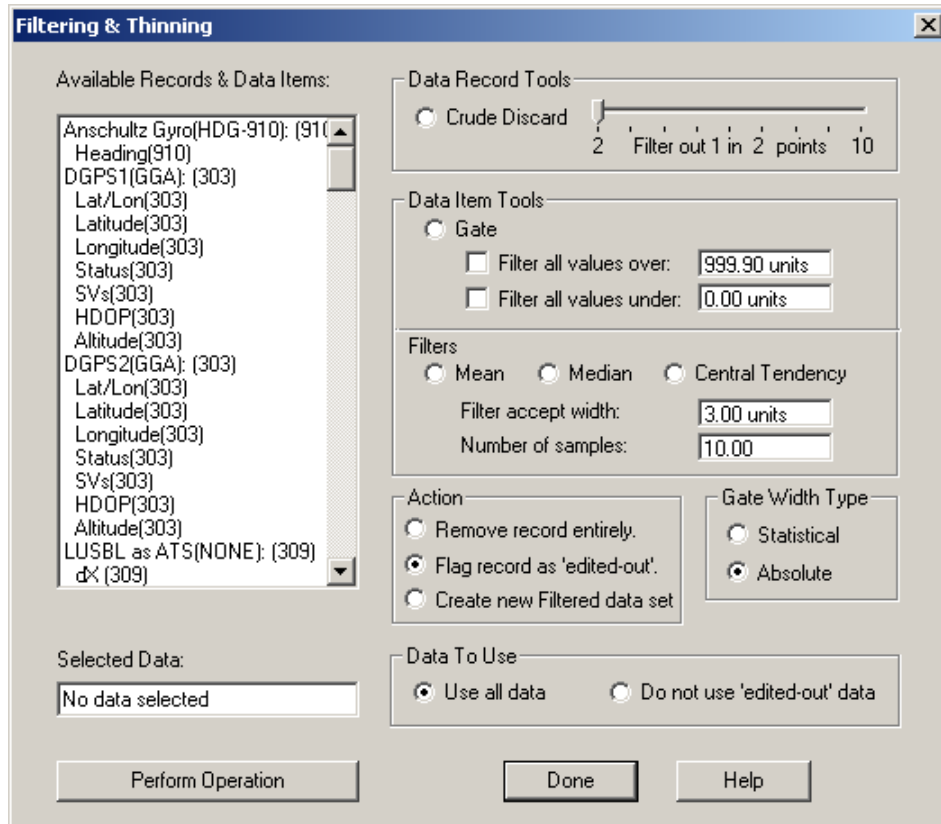 Filtering & Thinning
Available Records & Data Items:
Anschultz Gyro(HDG-910): (910
Heading(910)
DGPS1(GGA): (303)
Lat/Lon(303)
Latitude(303)
Longitude(303)
Status(303)
SVs(303)
HDOP(303)
Altitude(303)
DGPS2(GGA): (303)
Lat/Lon(303)
Latitude(303)
Longitude(303)
Status(303)
SVs(303)
HDOP(303)
Altitude(303)
LUSBL as ATS(NONE): (309)
dX (309)
Selected Data:
No data selected
Perform Operation
Data Record Tools
Crude Discard
2 Filter out 1 in 2 points 10
Data Item Tools
Gate
Filter all values over: 999.90 units
Filter all values under: 0.00 units
Filters
Mean Median Central Tendency
Filter accept width: 3.00 units
Number of samples: 10.00
Action
Remove record entirely.
Flag record as 'edited-out'.
Create new Filtered data set
Gate Width Type
Statistical
Absolute
Data To Use
Use all data Do not use 'edited-out' data
Done Help